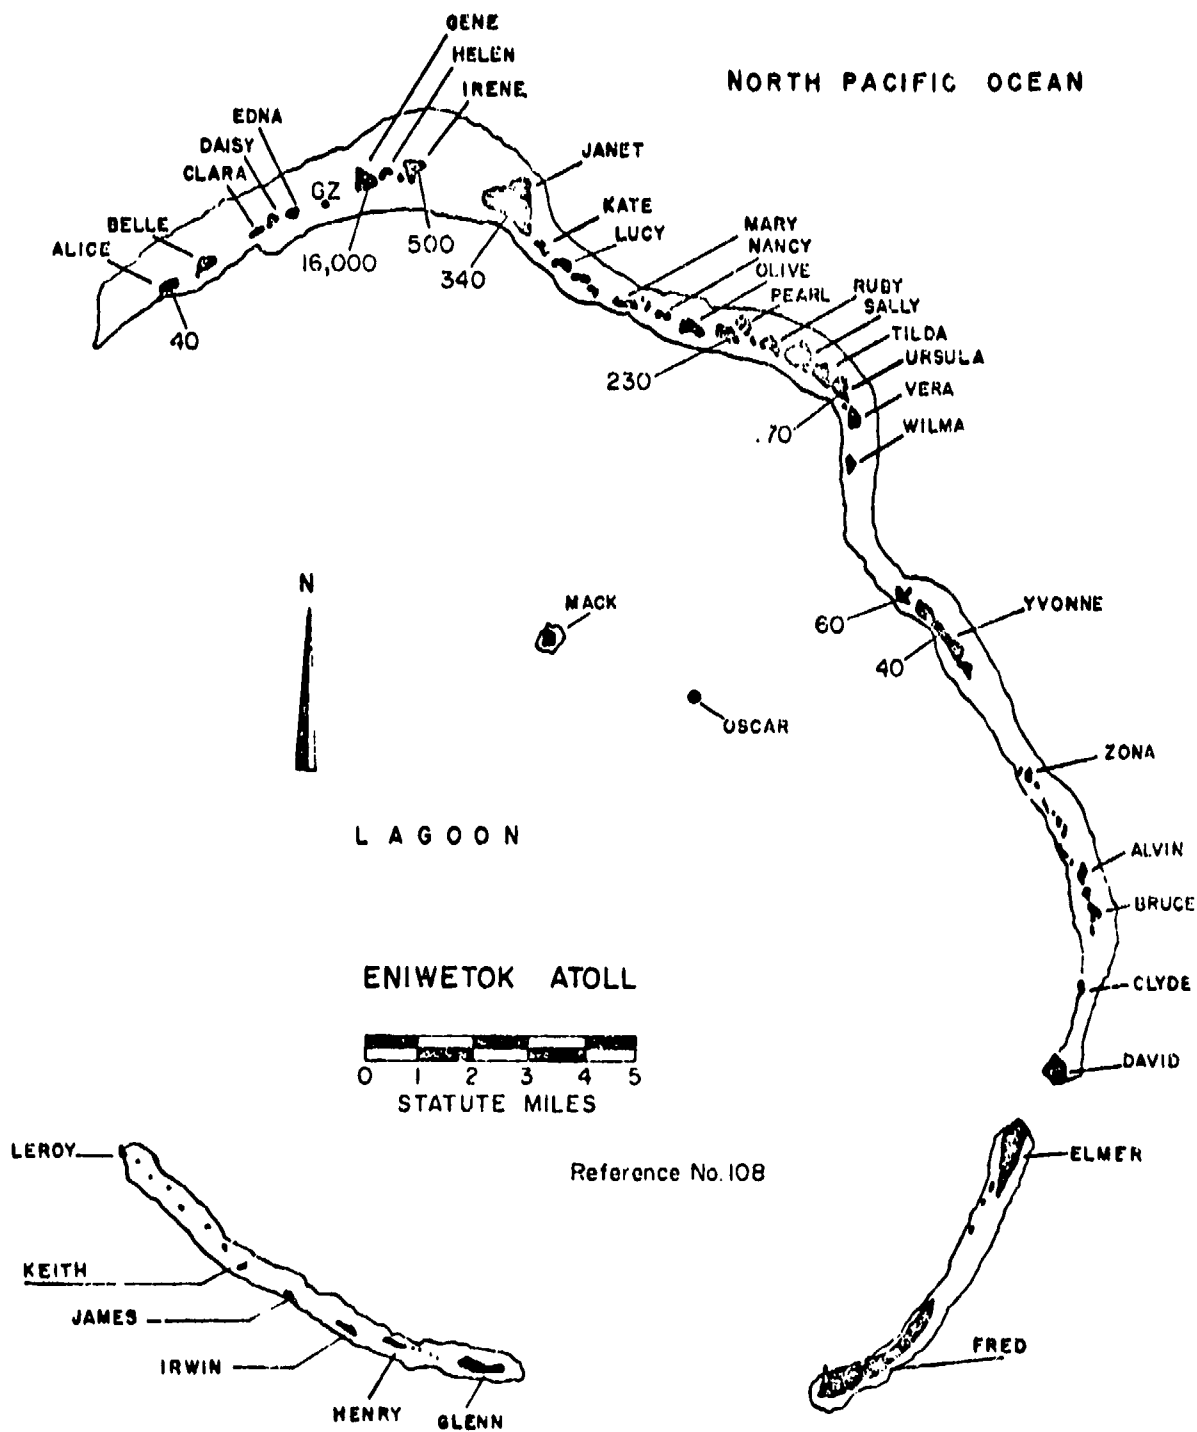 GENE
HELEN
IRENE
NORTH PACIFIC OCEAN
EDNA
DAISY
CLARA
JANET
GZ
BELLE
ALICE
KATE
LUCY
MARY
NANCY
OLIVE
PEARL
RUBY
SALLY
TILDA
URSULA
VERA
WILMA
16,000
500
340
40
230
.70
N
MACK
60
YVONNE
40
OSCAR
ZONA
LAGOON
ALVIN
BRUCE
ENIWETOK ATOLL
CLYDE
0 1 2 3 4 5
STATUTE MILES
DAVID
LEROY
Reference No. 108
ELMER
KEITH
JAMES
IRWIN
HENRY
GLENN
FRED